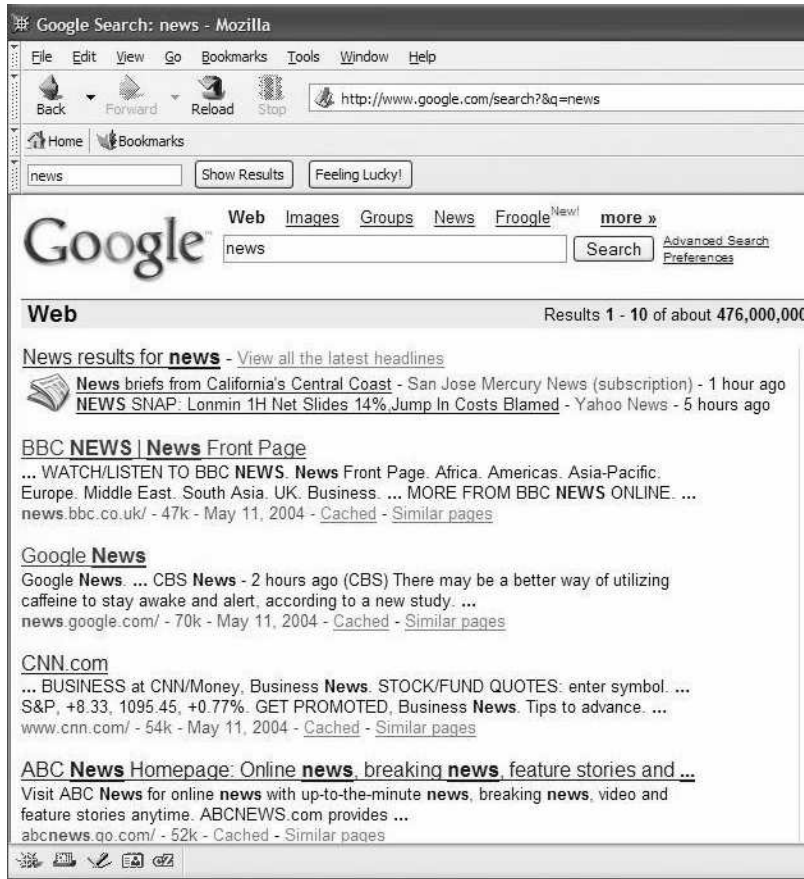 Google Search: news - Mozilla
File Edit View Go Bookmarks Tools Window Help
Back Forward Reload Stop http://www.google.com/search?&q=news
Home Bookmarks
news Show Results Feeling Lucky!
Web Images Groups News Froogle New! more »
Google news Search Advanced Search
Preferences
Web Results 1 - 10 of about 476,000,000
News results for news - View all the latest headlines
News briefs from California's Central Coast - San Jose Mercury News (subscription) - 1 hour ago
NEWS SNAP: Lonmin 1H Net Slides 14%,Jump In Costs Blamed - Yahoo News - 5 hours ago
BBC NEWS | News Front Page
... WATCH/LISTEN TO BBC NEWS. News Front Page. Africa. Americas. Asia-Pacific.
Europe. Middle East. South Asia. UK. Business. ... MORE FROM BBC NEWS ONLINE. ...
news.bbc.co.uk/ - 47k - May 11, 2004 - Cached - Similar pages
Google News
Google News. ... CBS News - 2 hours ago (CBS) There may be a better way of utilizing
caffeine to stay awake and alert, according to a new study. ...
news.google.com/ - 70k - May 11, 2004 - Cached - Similar pages
CNN.com
... BUSINESS at CNN/Money, Business News. STOCK/FUND QUOTES: enter symbol. ...
S&P, +8.33, 1095.45, +0.77%. GET PROMOTED, Business News. Tips to advance. ...
www.cnn.com/ - 54k - May 11, 2004 - Cached - Similar pages
ABC News Homepage: Online news, breaking news, feature stories and ...
Visit ABC News for online news with up-to-the-minute news, breaking news, video and
feature stories anytime. ABCNEWS.com provides ...
abcnews.go.com/ - 52k - Cached - Similar pages